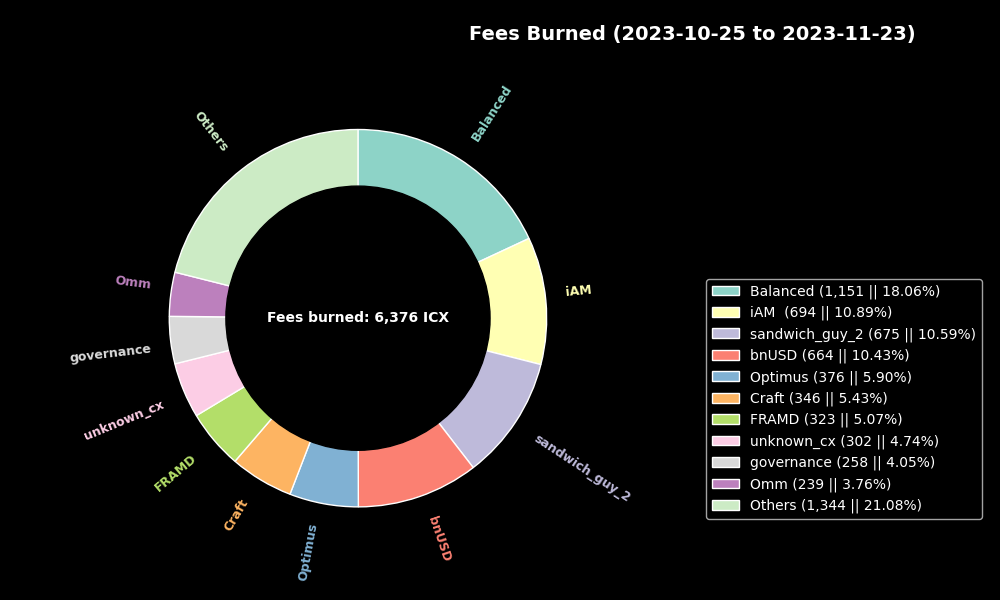 Fees Burned (2023-10-25 to 2023-11-23)
Balanced
Others
iAM
Omm
Fees burned: 6,376 ICX
governance
unknown_cx
sandwich_guy_2
FRAMD
Craft
bnUSD
Optimus
Balanced (1,151 || 18.06%)
iAM  (694 || 10.89%)
sandwich_guy_2 (675 || 10.59%)
bnUSD (664 || 10.43%)
Optimus (376 || 5.90%)
Craft (346 || 5.43%)
FRAMD (323 || 5.07%)
unknown_cx (302 || 4.74%)
governance (258 || 4.05%)
Omm (239 || 3.76%)
Others (1,344 || 21.08%)